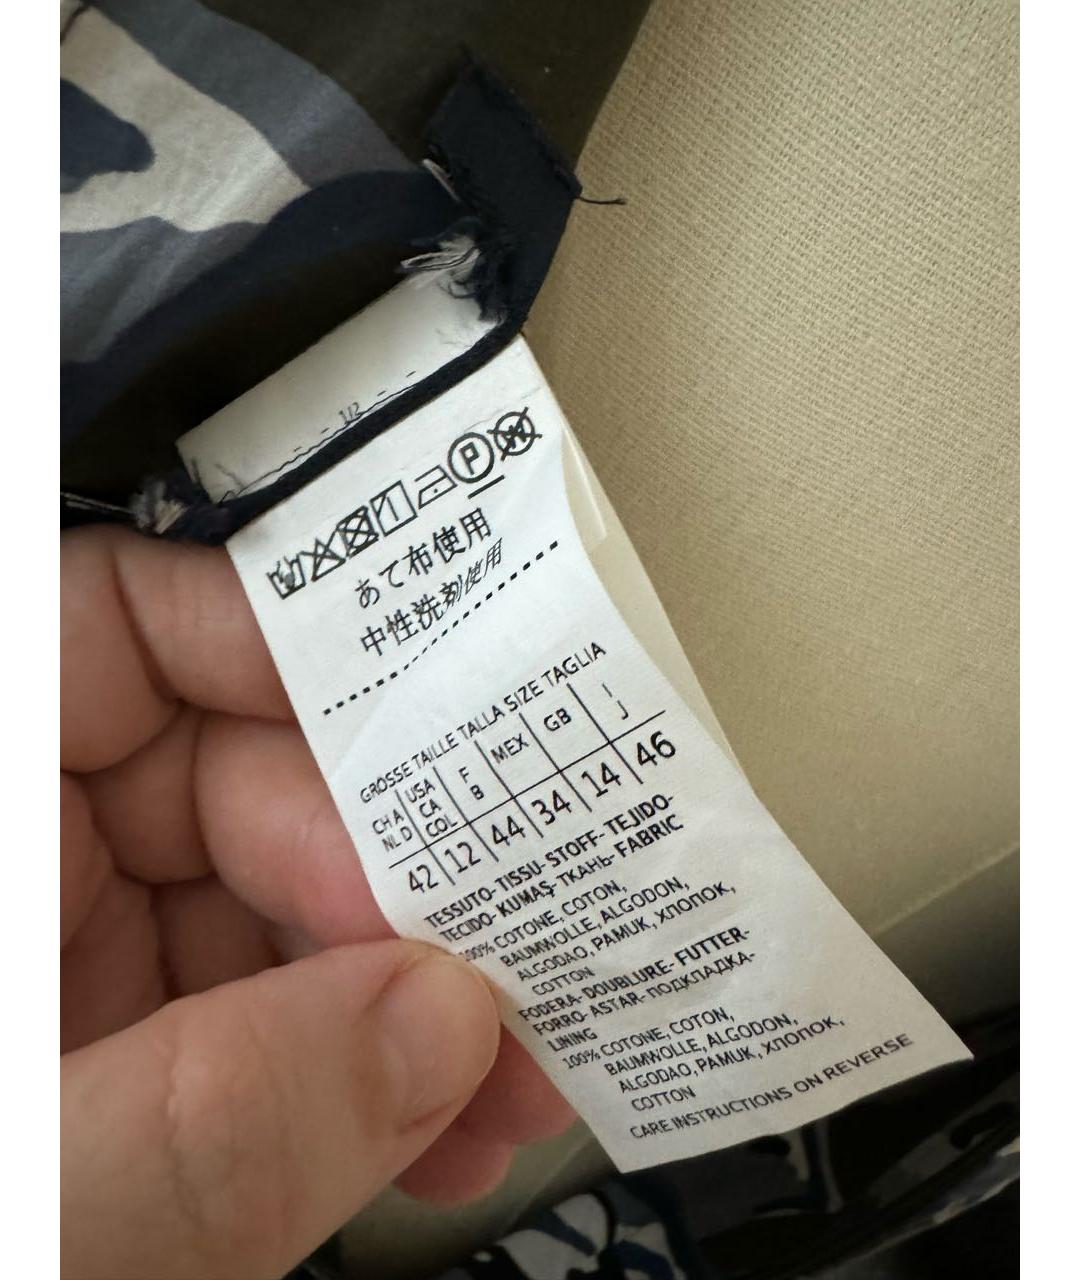 P W
あて布使用
中性洗剤使用
GROSSE TAILLE TALLA SIZE TAGLIA
CH A NL D | USA CA COL | F B | MEX | GB | I J
42 | 12 | 44 | 34 | 14 | 46
TESSUTO- TISSU- STOFF- TEJIDO-
TECIDO- KUMAŞ- ТКАНЬ- FABRIC
100% COTONE, COTON,
BAUMWOLLE, ALGODON,
ALGODAO, PAMUK, ХЛОПОК,
COTTON
FODERA- DOUBLURE- FUTTER-
FORRO- ASTAR- ПОДКЛАДКА-
LINING
100% COTONE, COTON,
BAUMWOLLE, ALGODON,
ALGODAO, PAMUK, ХЛОПОК,
COTTON
CARE INSTRUCTIONS ON REVERSE